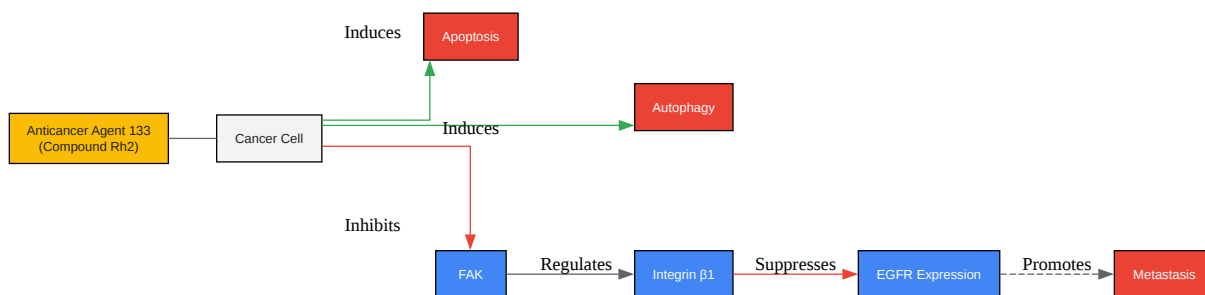 Induces
Apoptosis
Autophagy
Anticancer Agent 133
(Compound Rh2)
Cancer Cell
Induces
Inhibits
FAK
Regulates
Integrin β1
Suppresses
EGFR Expression
Promotes
Metastasis